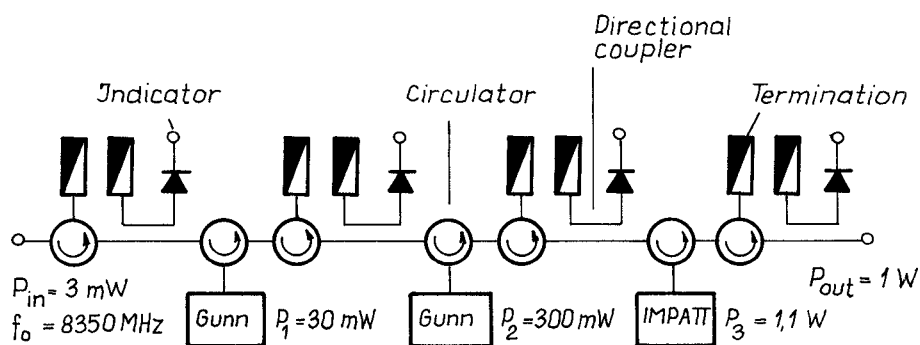 Directional
coupler
Indicator
Circulator
Termination
P_in = 3 mW
f_o = 8350 MHz
Gunn
P_1 = 30 mW
Gunn
P_2 = 300 mW
IMPATT
P_3 = 1,1 W
P_out = 1 W